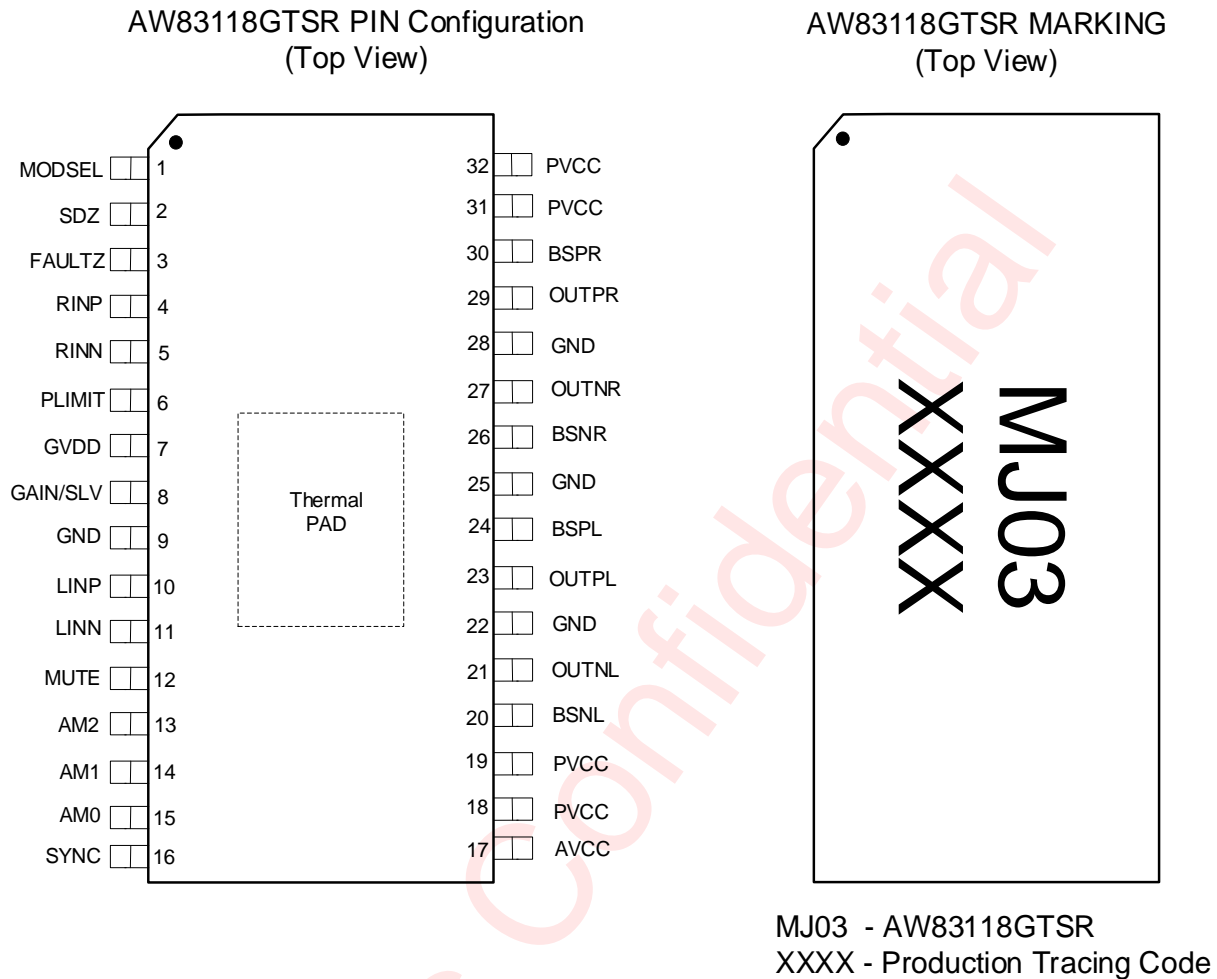 AW83118GTSR PIN Configuration
(Top View)
MODSEL 1
SDZ 2
FAULTZ 3
RINP 4
RINN 5
PLIMIT 6
GVDD 7
GAIN/SLV 8
GND 9
LINP 10
LINN 11
MUTE 12
AM2 13
AM1 14
AM0 15
SYNC 16
Thermal
PAD
32 PVCC
31 PVCC
30 BSPR
29 OUTPR
28 GND
27 OUTNR
26 BSNR
25 GND
24 BSPL
23 OUTPL
22 GND
21 OUTNL
20 BSNL
19 PVCC
18 PVCC
17 AVCC
AW83118GTSR MARKING
(Top View)
MJ03
XXXX
MJ03 - AW83118GTSR
XXXX - Production Tracing Code
Confidential